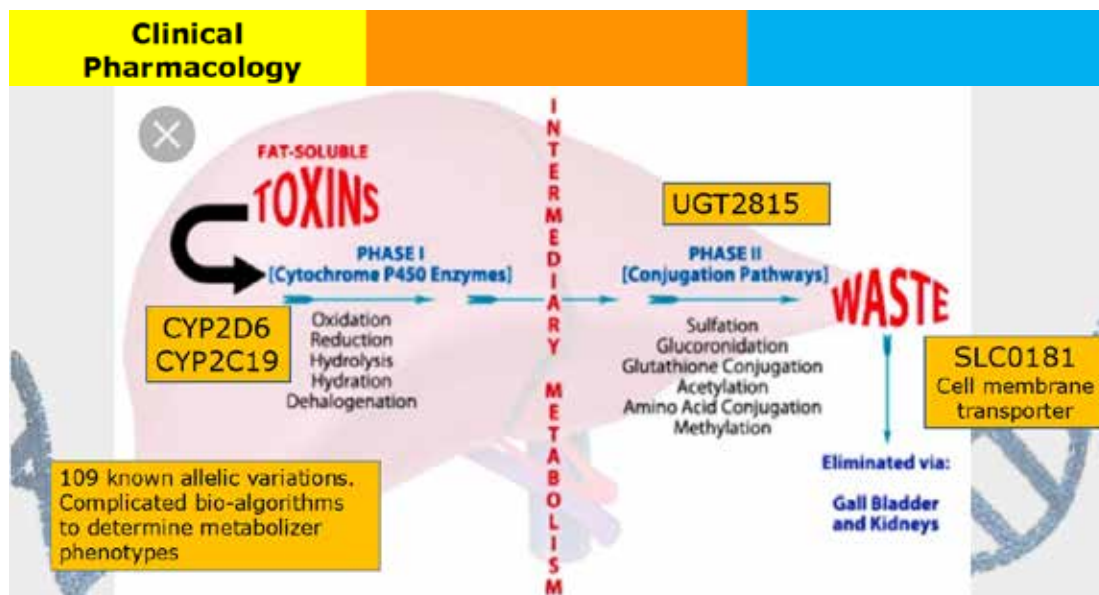 Clinical
Pharmacology
FAT-SOLUBLE
TOXINS
PHASE I
[Cytochrome P450 Enzymes]
Oxidation
Reduction
Hydrolysis
Hydration
Dehalogenation
CYP2D6
CYP2C19
109 known allelic variations.
Complicated bio-algorithms
to determine metabolizer
phenotypes
INTERMEDIARY METABOLISM
UGT2815
PHASE II
[Conjugation Pathways]
Sulfation
Glucoronidation
Glutathione Conjugation
Acetylation
Amino Acid Conjugation
Methylation
WASTE
SLC0181
Cell membrane
transporter
Eliminated via:
Gall Bladder
and Kidneys